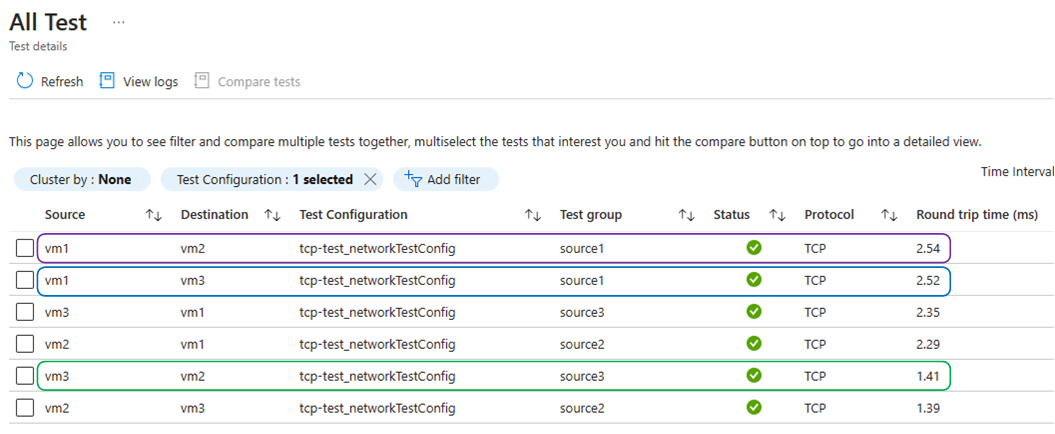 All Test ...
Test details
Refresh View logs Compare tests
This page allows you to see filter and compare multiple tests together, multiselect the tests that interest you and hit the compare button on top to go into a detailed view.
Cluster by : None Test Configuration : 1 selected Add filter Time Interval
Source Destination Test Configuration Test group Status Protocol Round trip time (ms)
vm1 vm2 tcp-test_networkTestConfig source1 TCP 2.54
vm1 vm3 tcp-test_networkTestConfig source1 TCP 2.52
vm3 vm1 tcp-test_networkTestConfig source3 TCP 2.35
vm2 vm1 tcp-test_networkTestConfig source2 TCP 2.29
vm3 vm2 tcp-test_networkTestConfig source3 TCP 1.41
vm2 vm3 tcp-test_networkTestConfig source2 TCP 1.39